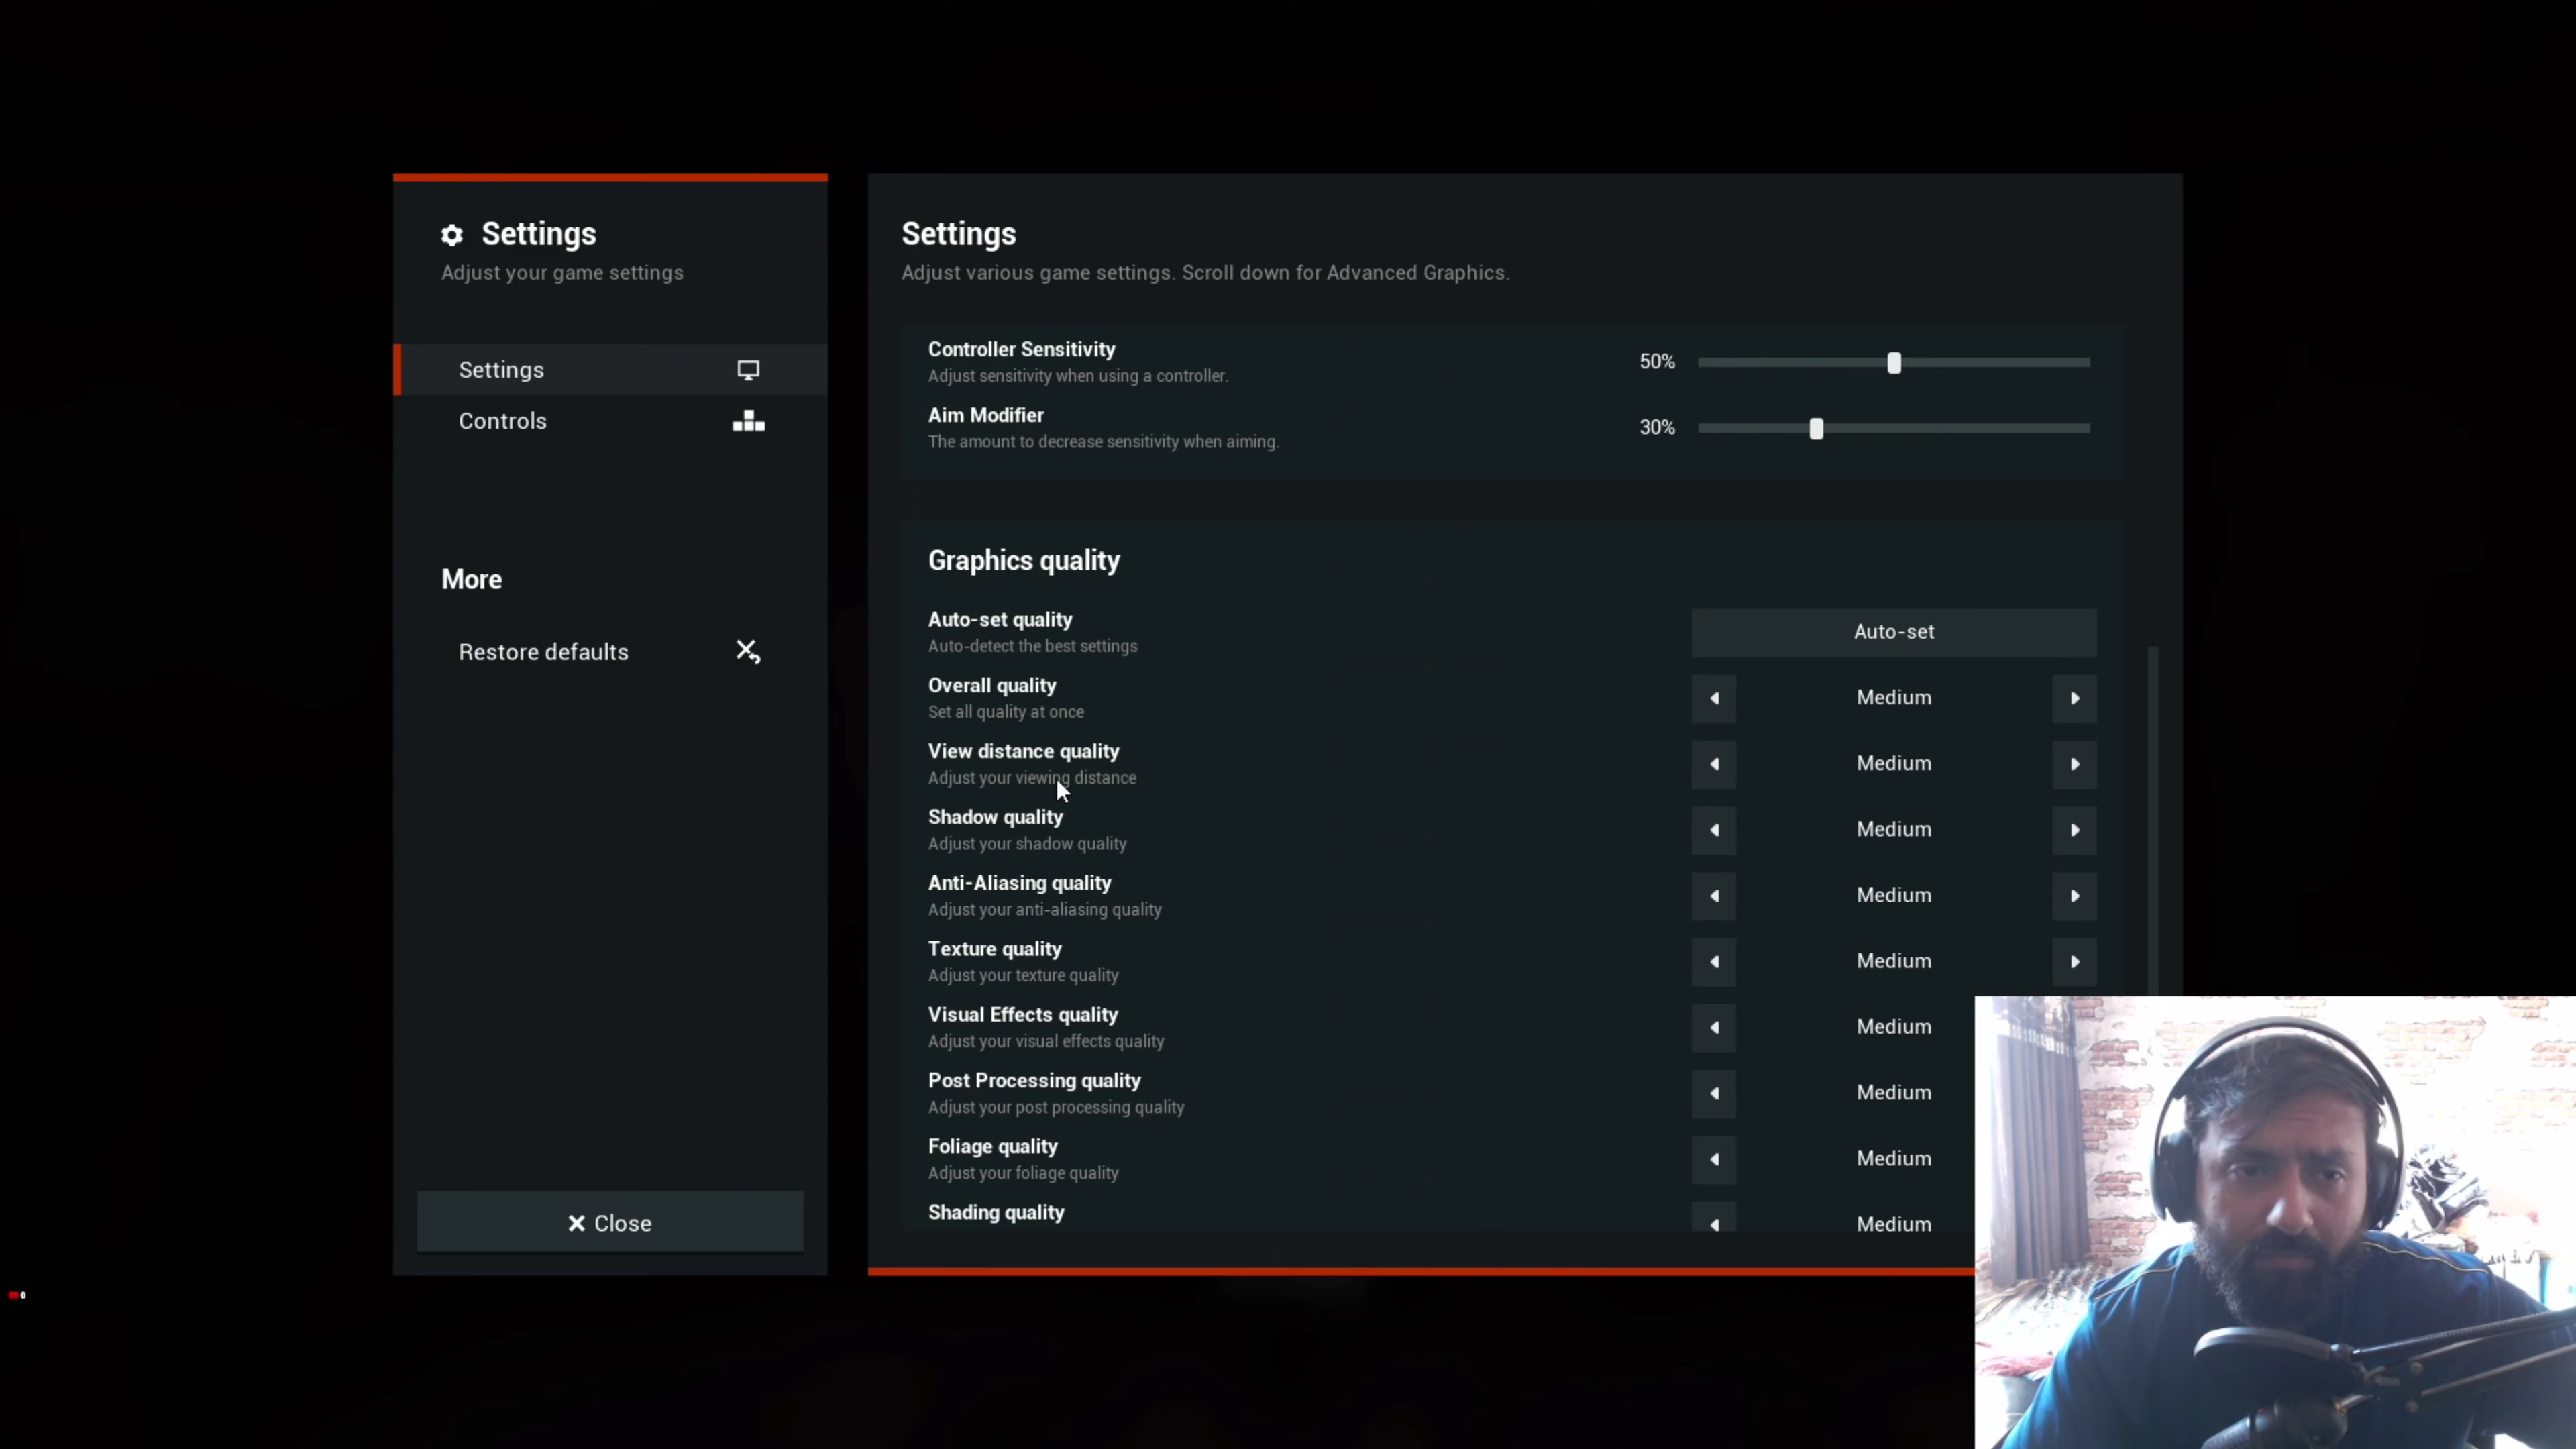 Settings
Adjust your game settings
Settings
Controls
More
Restore defaults
Close
Settings
Adjust various game settings. Scroll down for Advanced Graphics.
Controller Sensitivity
Adjust sensitivity when using a controller.
50%
Aim Modifier
The amount to decrease sensitivity when aiming.
30%
Graphics quality
Auto-set quality
Auto-detect the best settings
Auto-set
Overall quality
Set all quality at once
Medium
View distance quality
Adjust your viewing distance
Medium
Shadow quality
Adjust your shadow quality
Medium
Anti-Aliasing quality
Adjust your anti-aliasing quality
Medium
Texture quality
Adjust your texture quality
Medium
Visual Effects quality
Adjust your visual effects quality
Medium
Post Processing quality
Adjust your post processing quality
Medium
Foliage quality
Adjust your foliage quality
Medium
Shading quality
Medium
0